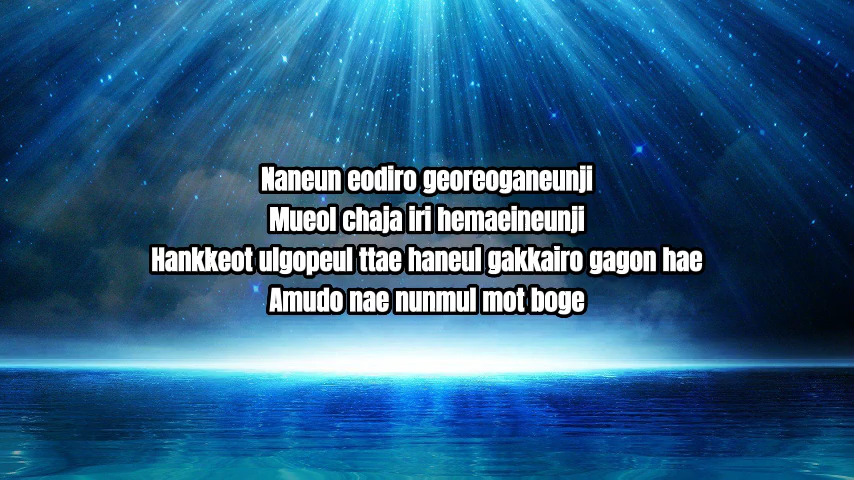 Naneun eodiro georeoganeunji
Mueol chaja iri hemaeineunji
Hankkeot ulgopeul ttae haneul gakkairo gagon hae
Amudo nae nunmul mot boge